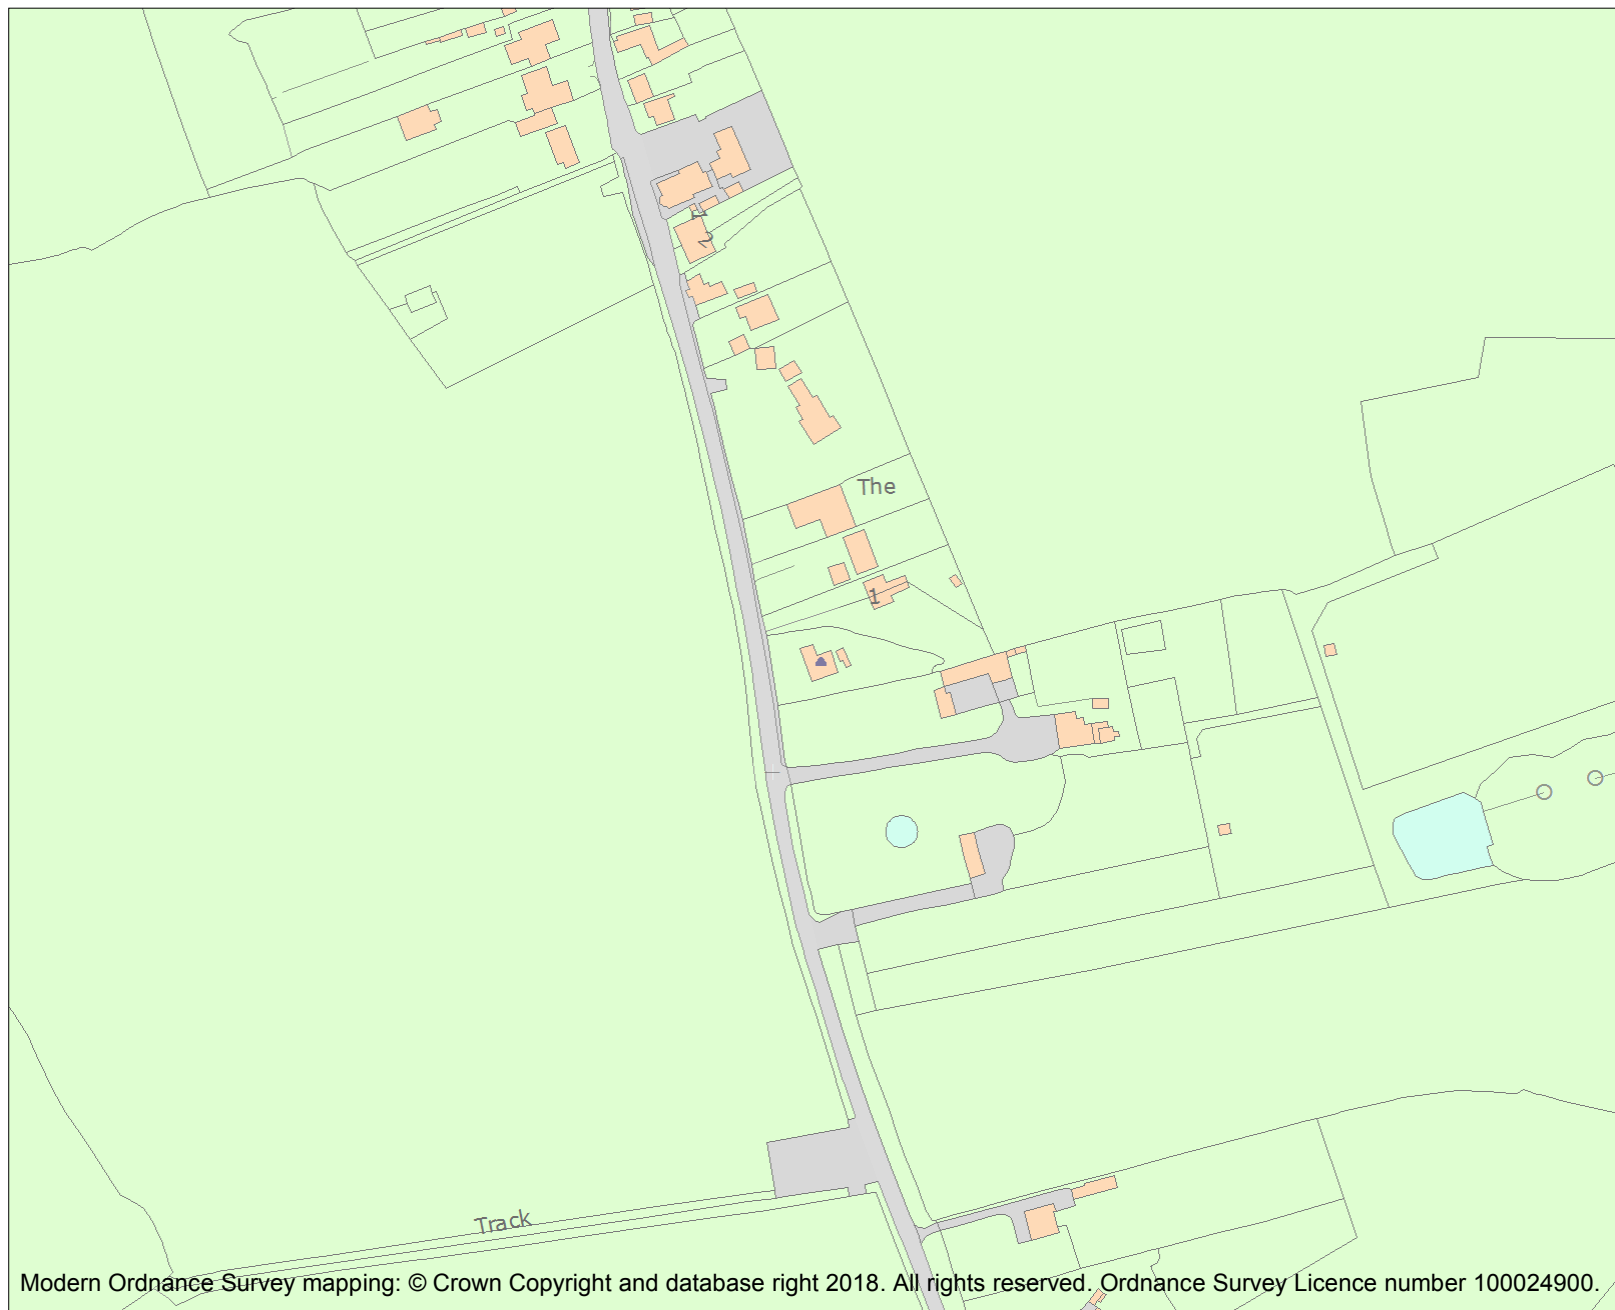 2
The
1
Track
Modern Ordnance Survey mapping: © Crown Copyright and database right 2018. All rights reserved. Ordnance Survey Licence number 100024900.